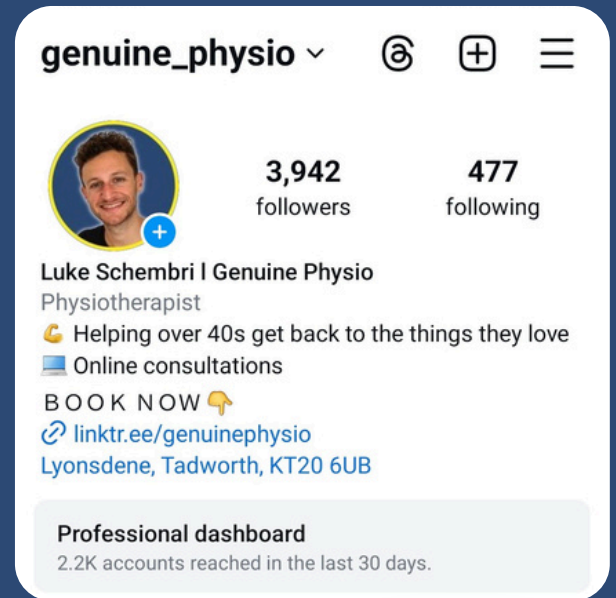 genuine_physio
3,942
followers
477
following
Luke Schembri l Genuine Physio
Physiotherapist
💪 Helping over 40s get back to the things they love
💻 Online consultations
BOOK NOW👇
linktr.ee/genuinephysio
Lyonsdene, Tadworth, KT20 6UB
Professional dashboard
2.2K accounts reached in the last 30 days.